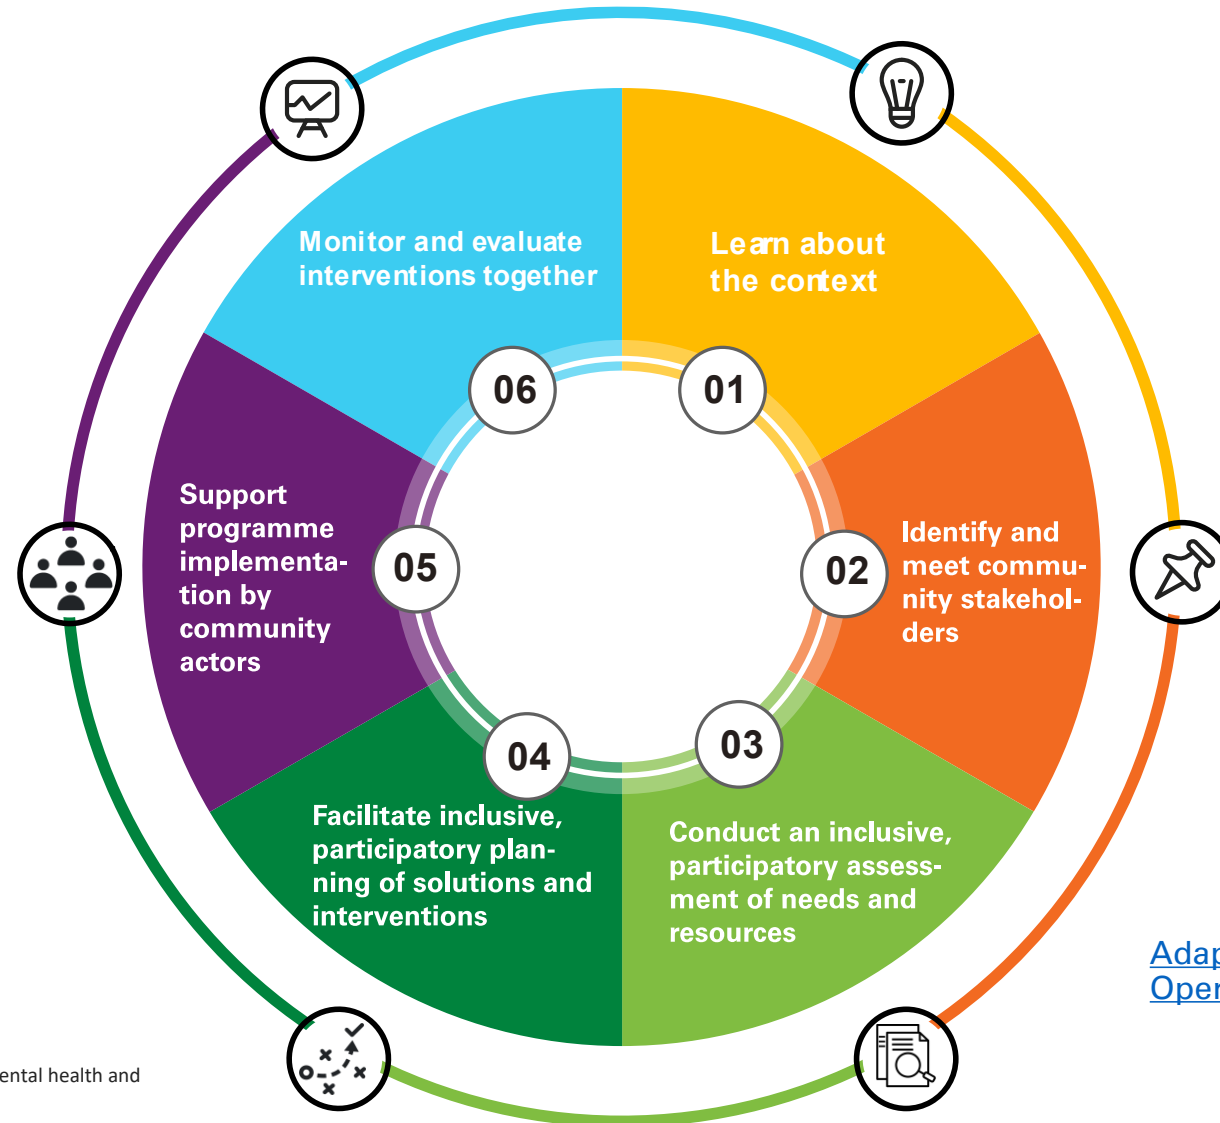 01
Learn about
the context
02
Identify and
meet commu-
nity stakehol-
ders
03
Conduct an inclusive,
participatory assess-
ment of needs and
resources
04
Facilitate inclusive,
participatory plan-
ning of solutions and
interventions
05
Support
programme
implementa-
tion by
community
actors
06
Monitor and evaluate
interventions together
health and